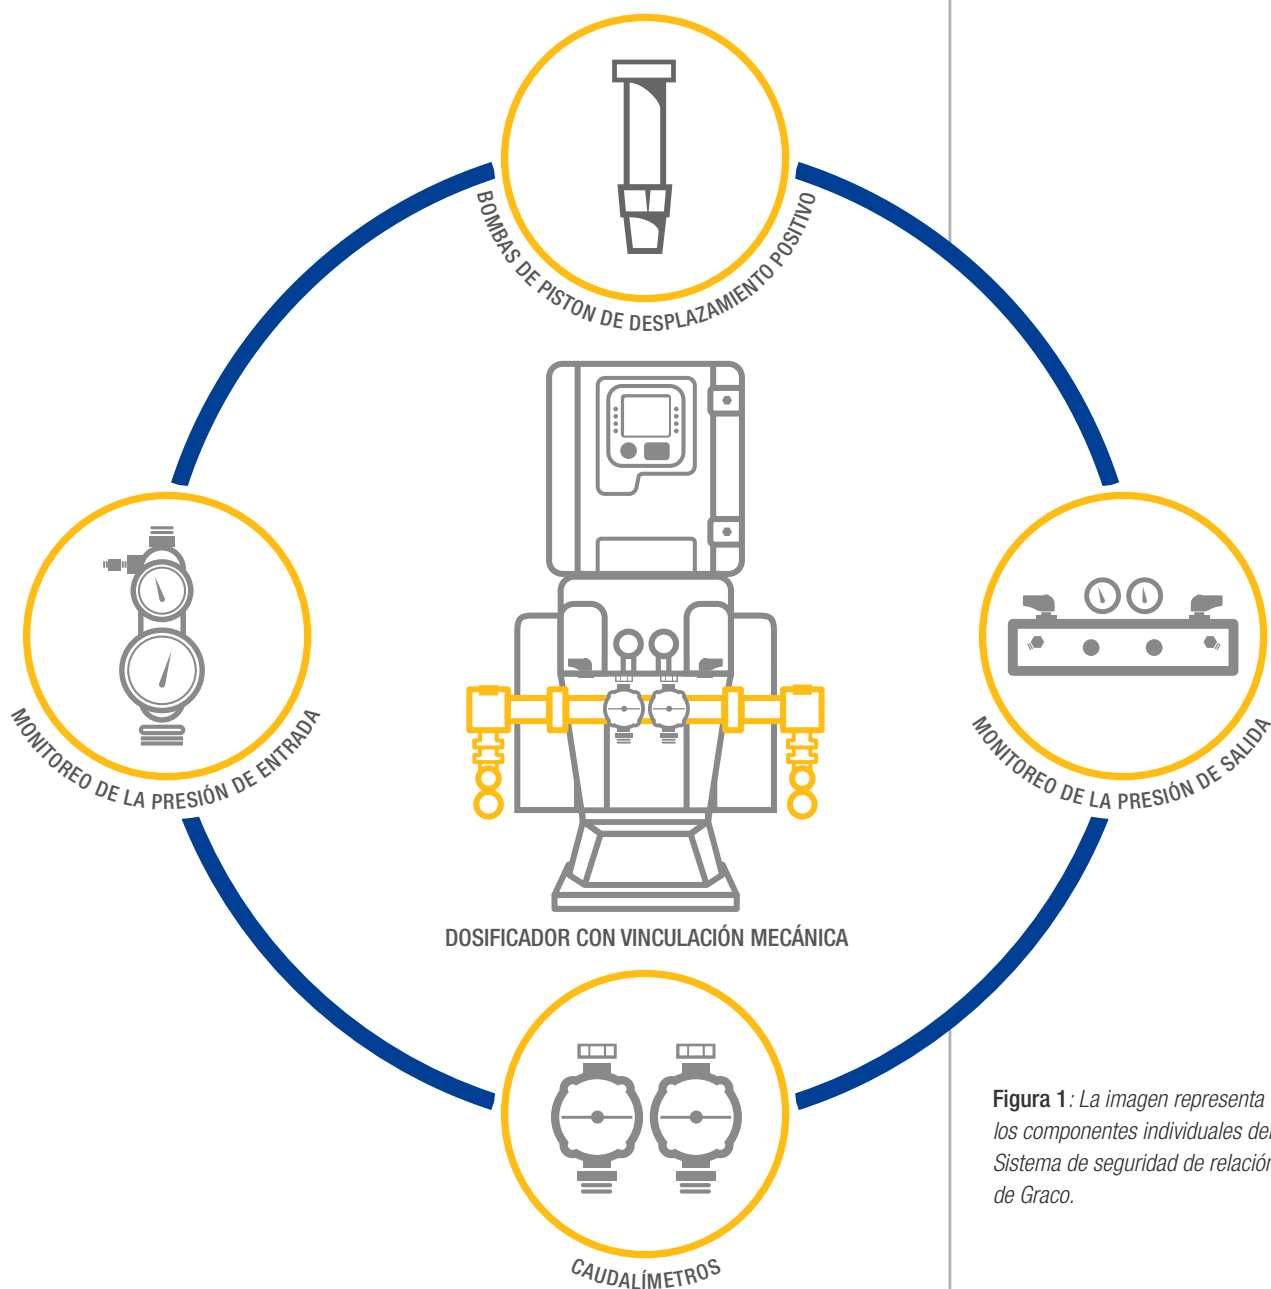 BOMBAS DE PISTON DE DESPLAZAMIENTO POSITIVO
MONITOREO DE LA PRESIÓN DE ENTRADA
MONITOREO DE LA PRESIÓN DE SALIDA
DOSIFICADOR CON VINCULACIÓN MECÁNICA
CAUDALÍMETROS
Figura 1: La imagen representa
los componentes individuales del
Sistema de seguridad de relación
de Graco.